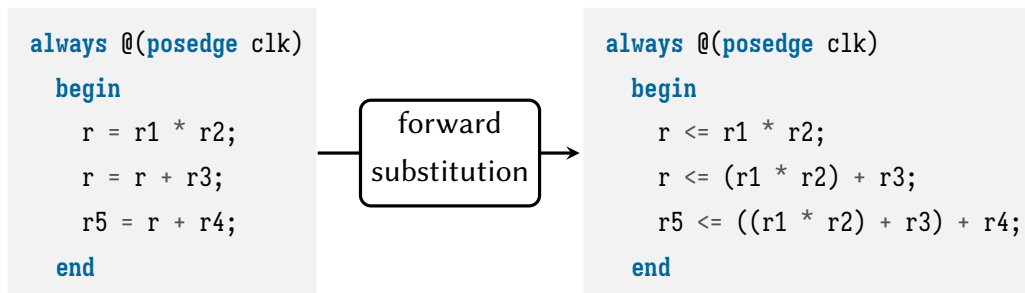 always @(posedge clk)
begin
r = r1 * r2;
r = r + r3;
r5 = r + r4;
end
forward
substitution
always @(posedge clk)
begin
r <= r1 * r2;
r <= (r1 * r2) + r3;
r5 <= ((r1 * r2) + r3) + r4;
end